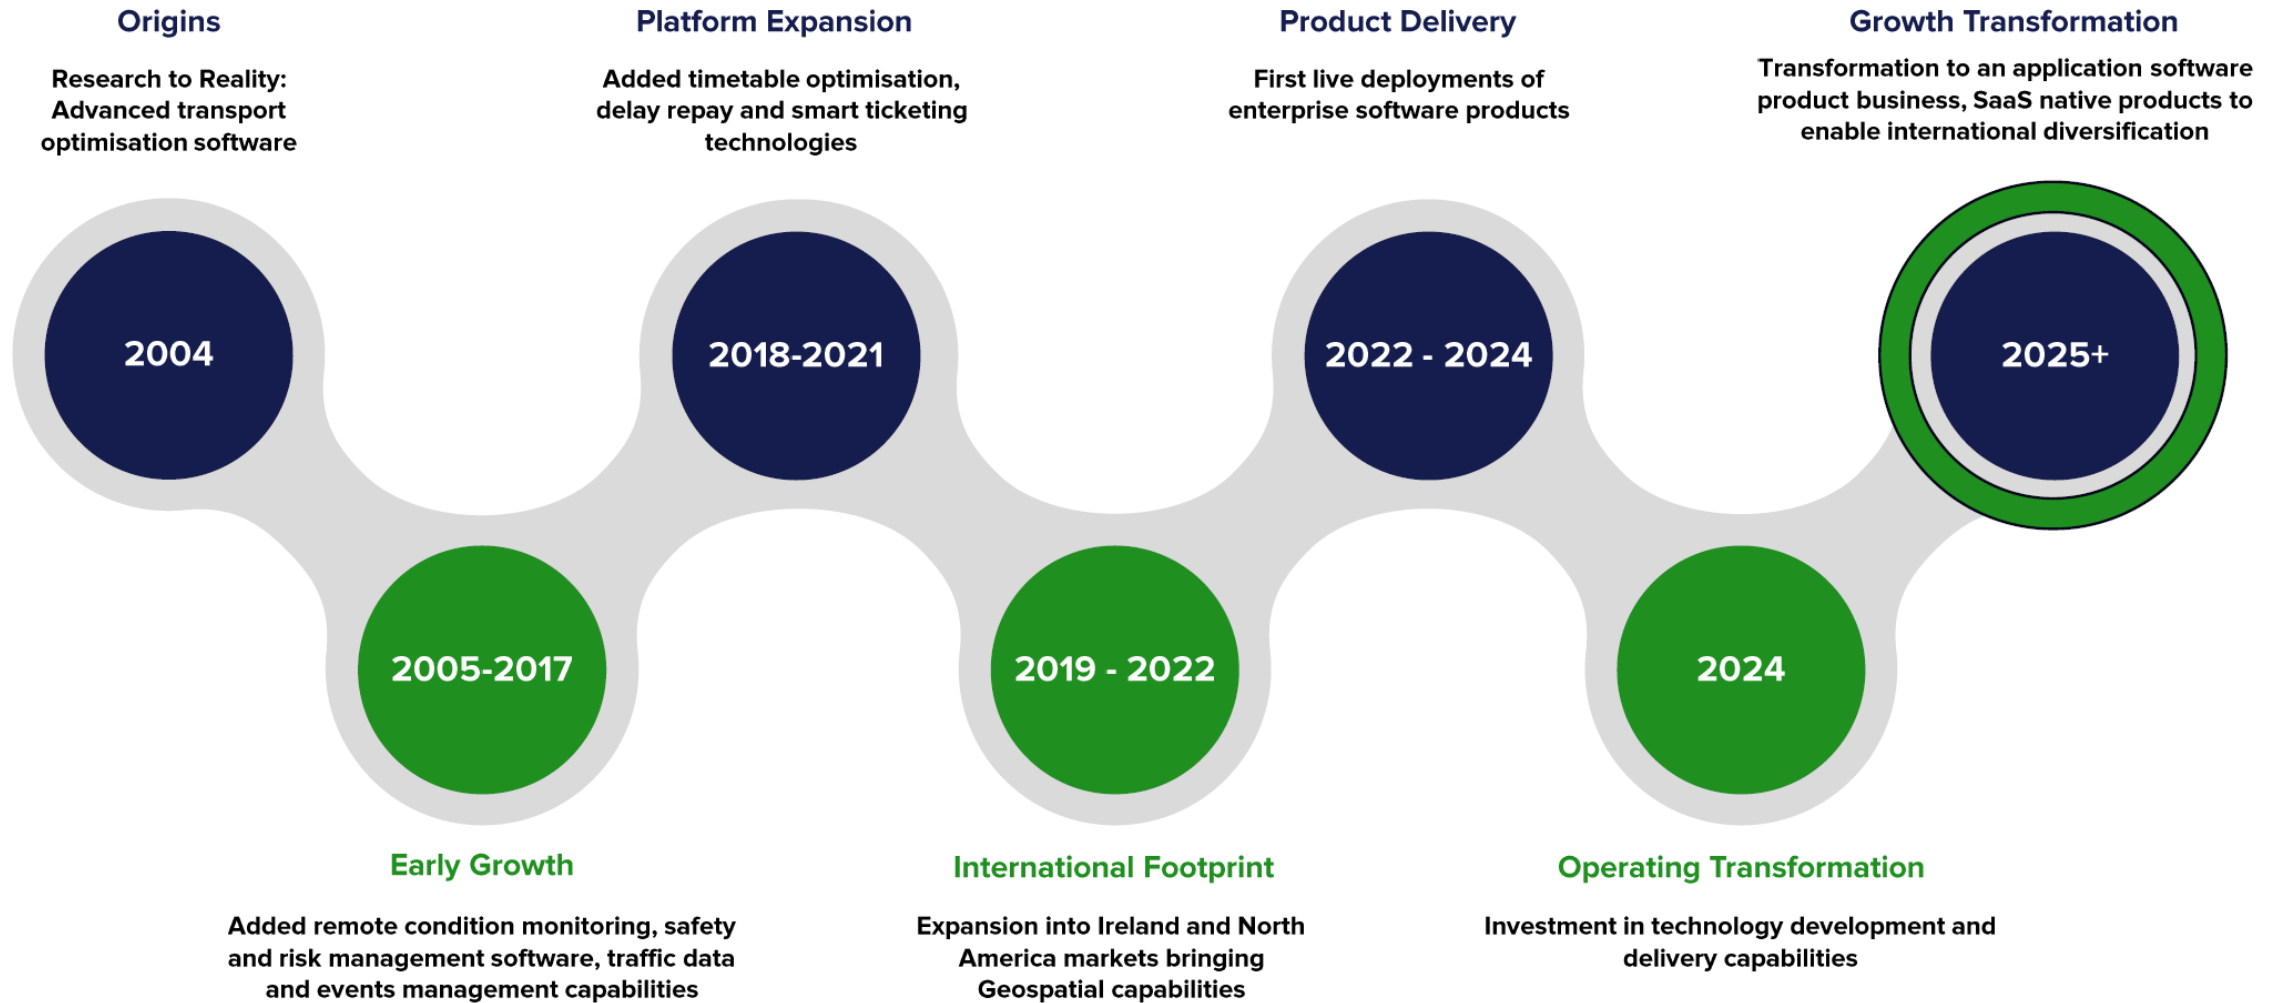 Origins
Research to Reality:
Advanced transport
optimisation software
2004
Early Growth
Added remote condition monitoring, safety
and risk management software, traffic data
and events management capabilities
2005-2017
Platform Expansion
Added timetable optimisation,
delay repay and smart ticketing
technologies
2018-2021
International Footprint
Expansion into Ireland and North
America markets bringing
Geospatial capabilities
2019 - 2022
Product Delivery
First live deployments of
enterprise software products
2022 - 2024
Operating Transformation
Investment in technology development and
delivery capabilities
2024
Growth Transformation
Transformation to an application software
product business, SaaS native products to
enable international diversification
2025+